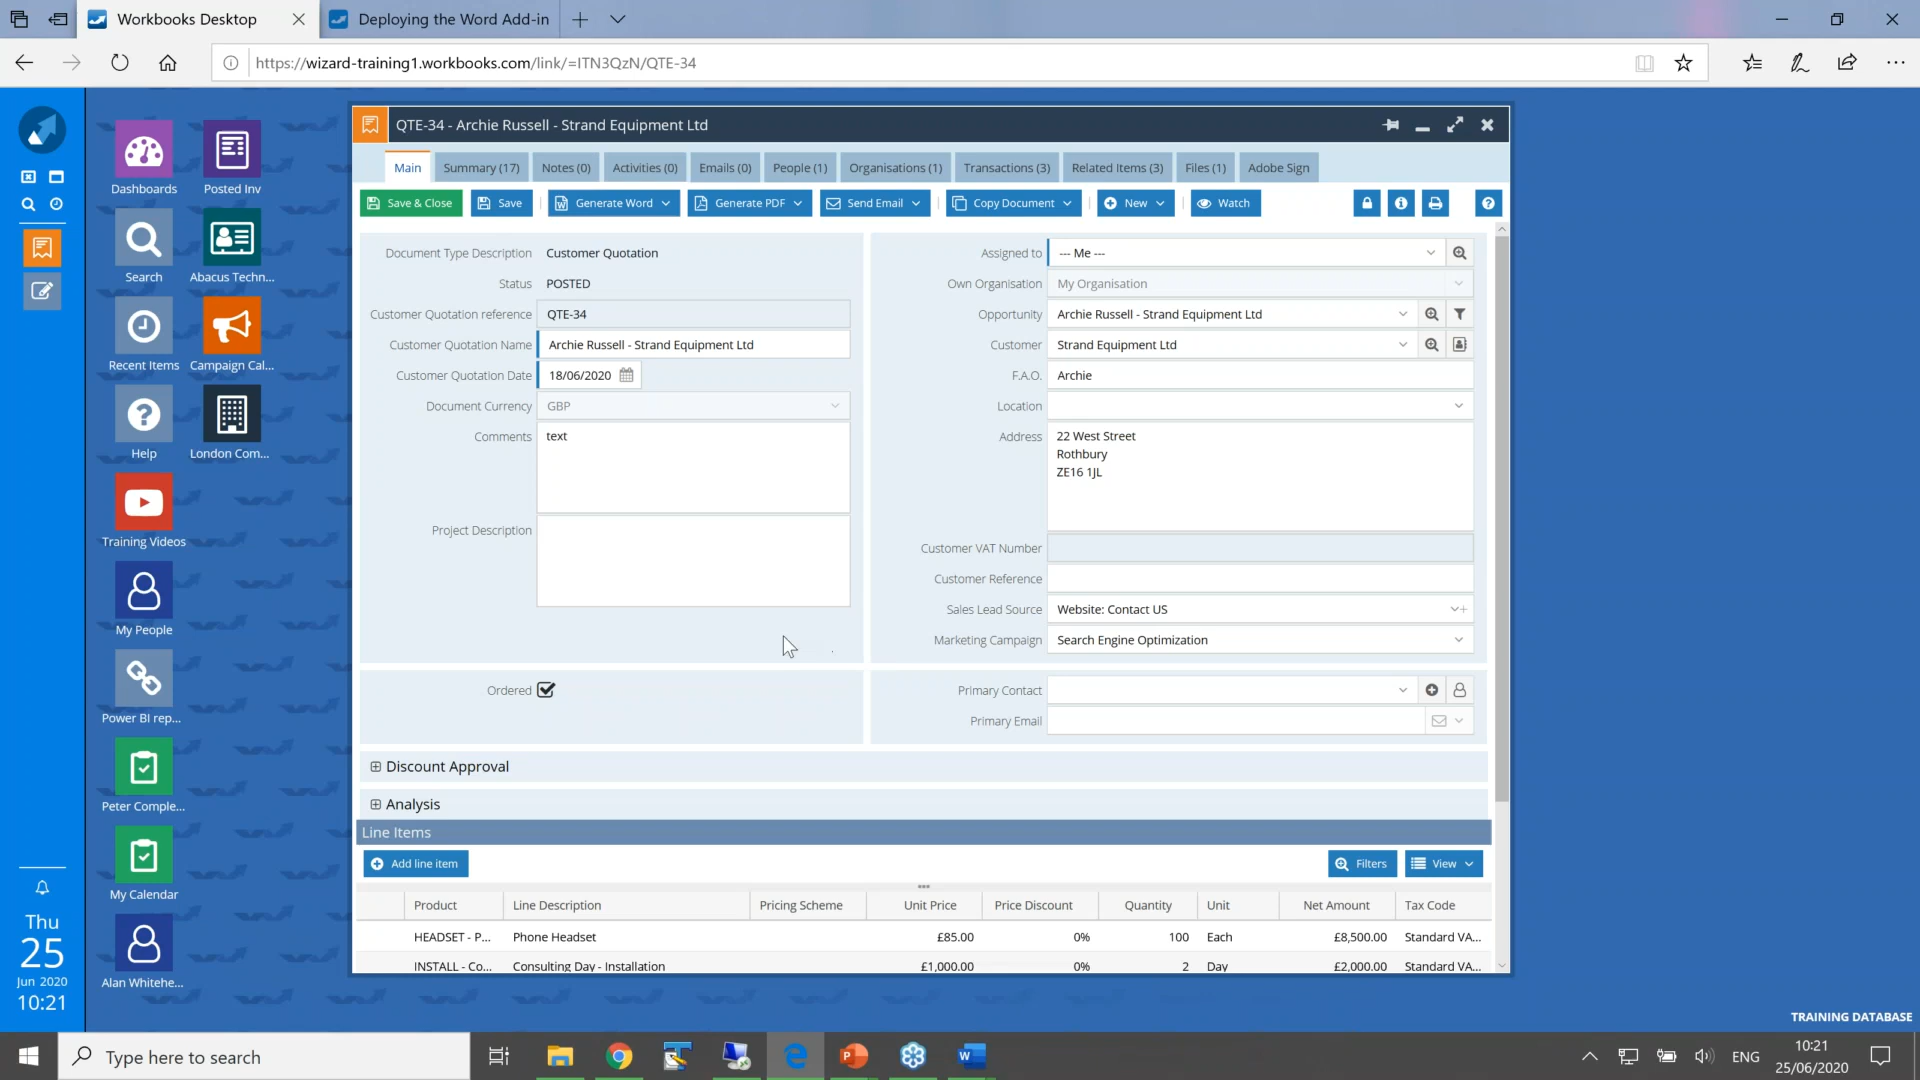 Workbooks Desktop
Deploying the Word Add-in
https://wizard-training1.workbooks.com/link/=ITN3QzN/QTE-34
Dashboards
Posted Inv
Search
Abacus Techn...
Recent Items
Campaign Cal...
Help
London Com...
Training Videos
My People
Power BI rep...
Peter Comple...
My Calendar
Alan Whitehe...
Thu
25
Jun 2020
10:21
QTE-34 - Archie Russell - Strand Equipment Ltd
Main
Summary (17)
Notes (0)
Activities (0)
Emails (0)
People (1)
Organisations (1)
Transactions (3)
Related Items (3)
Files (1)
Adobe Sign
Save & Close
Save
Generate Word
Generate PDF
Send Email
Copy Document
New
Watch
Document Type Description Customer Quotation
Status POSTED
Customer Quotation reference QTE-34
Customer Quotation Name Archie Russell - Strand Equipment Ltd
Customer Quotation Date 18/06/2020
Document Currency GBP
Comments text
Project Description
Assigned to --- Me ---
Own Organisation My Organisation
Opportunity Archie Russell - Strand Equipment Ltd
Customer Strand Equipment Ltd
F.A.O. Archie
Location
Address 22 West Street
Rothbury
ZE16 1JL
Customer VAT Number
Customer Reference
Sales Lead Source Website: Contact US
Marketing Campaign Search Engine Optimization
Ordered
Primary Contact
Primary Email
Discount Approval
Analysis
Line Items
Add line item
Filters
View
Product Line Description Pricing Scheme Unit Price Price Discount Quantity Unit Net Amount Tax Code
HEADSET - P... Phone Headset £85.00 0% 100 Each £8,500.00 Standard VA...
INSTALL - Co... Consulting Day - Installation £1,000.00 0% 2 Day £2,000.00 Standard VA...
TRAINING DATABASE
Type here to search
ENG
10:21
25/06/2020